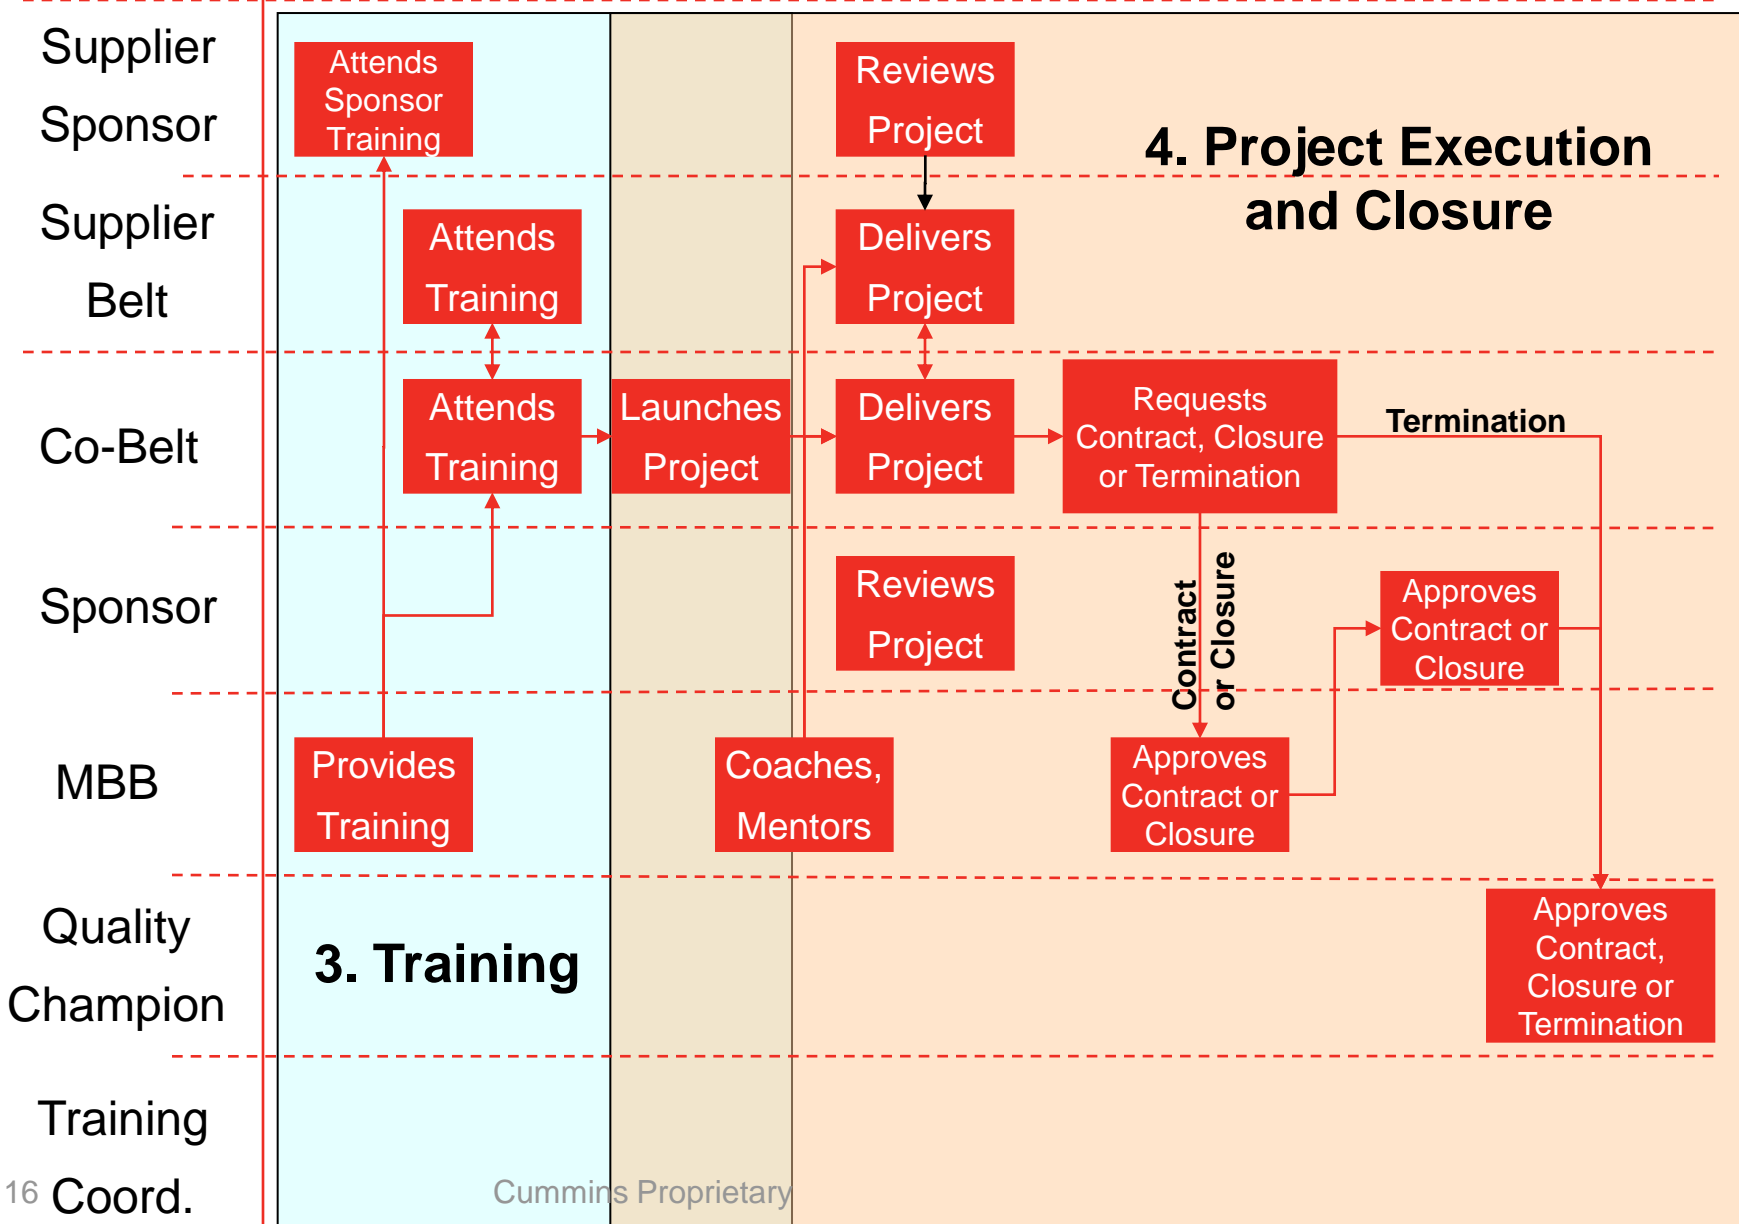 Supplier
Sponsor
Attends
Sponsor
Training
Reviews
Project
4. Project Execution
and Closure
Supplier
Belt
Attends
Training
Delivers
Project
Co-Belt
Attends
Training
Launches
Project
Delivers
Project
Requests
Contract, Closure
or Termination
Termination
Sponsor
Reviews
Project
Contract
or Closure
Approves
Contract or
Closure
MBB
Provides
Training
Coaches,
Mentors
Approves
Contract or
Closure
Quality
Champion
3. Training
Approves
Contract,
Closure or
Termination
Training
Coord.
16
Cummins Proprietary